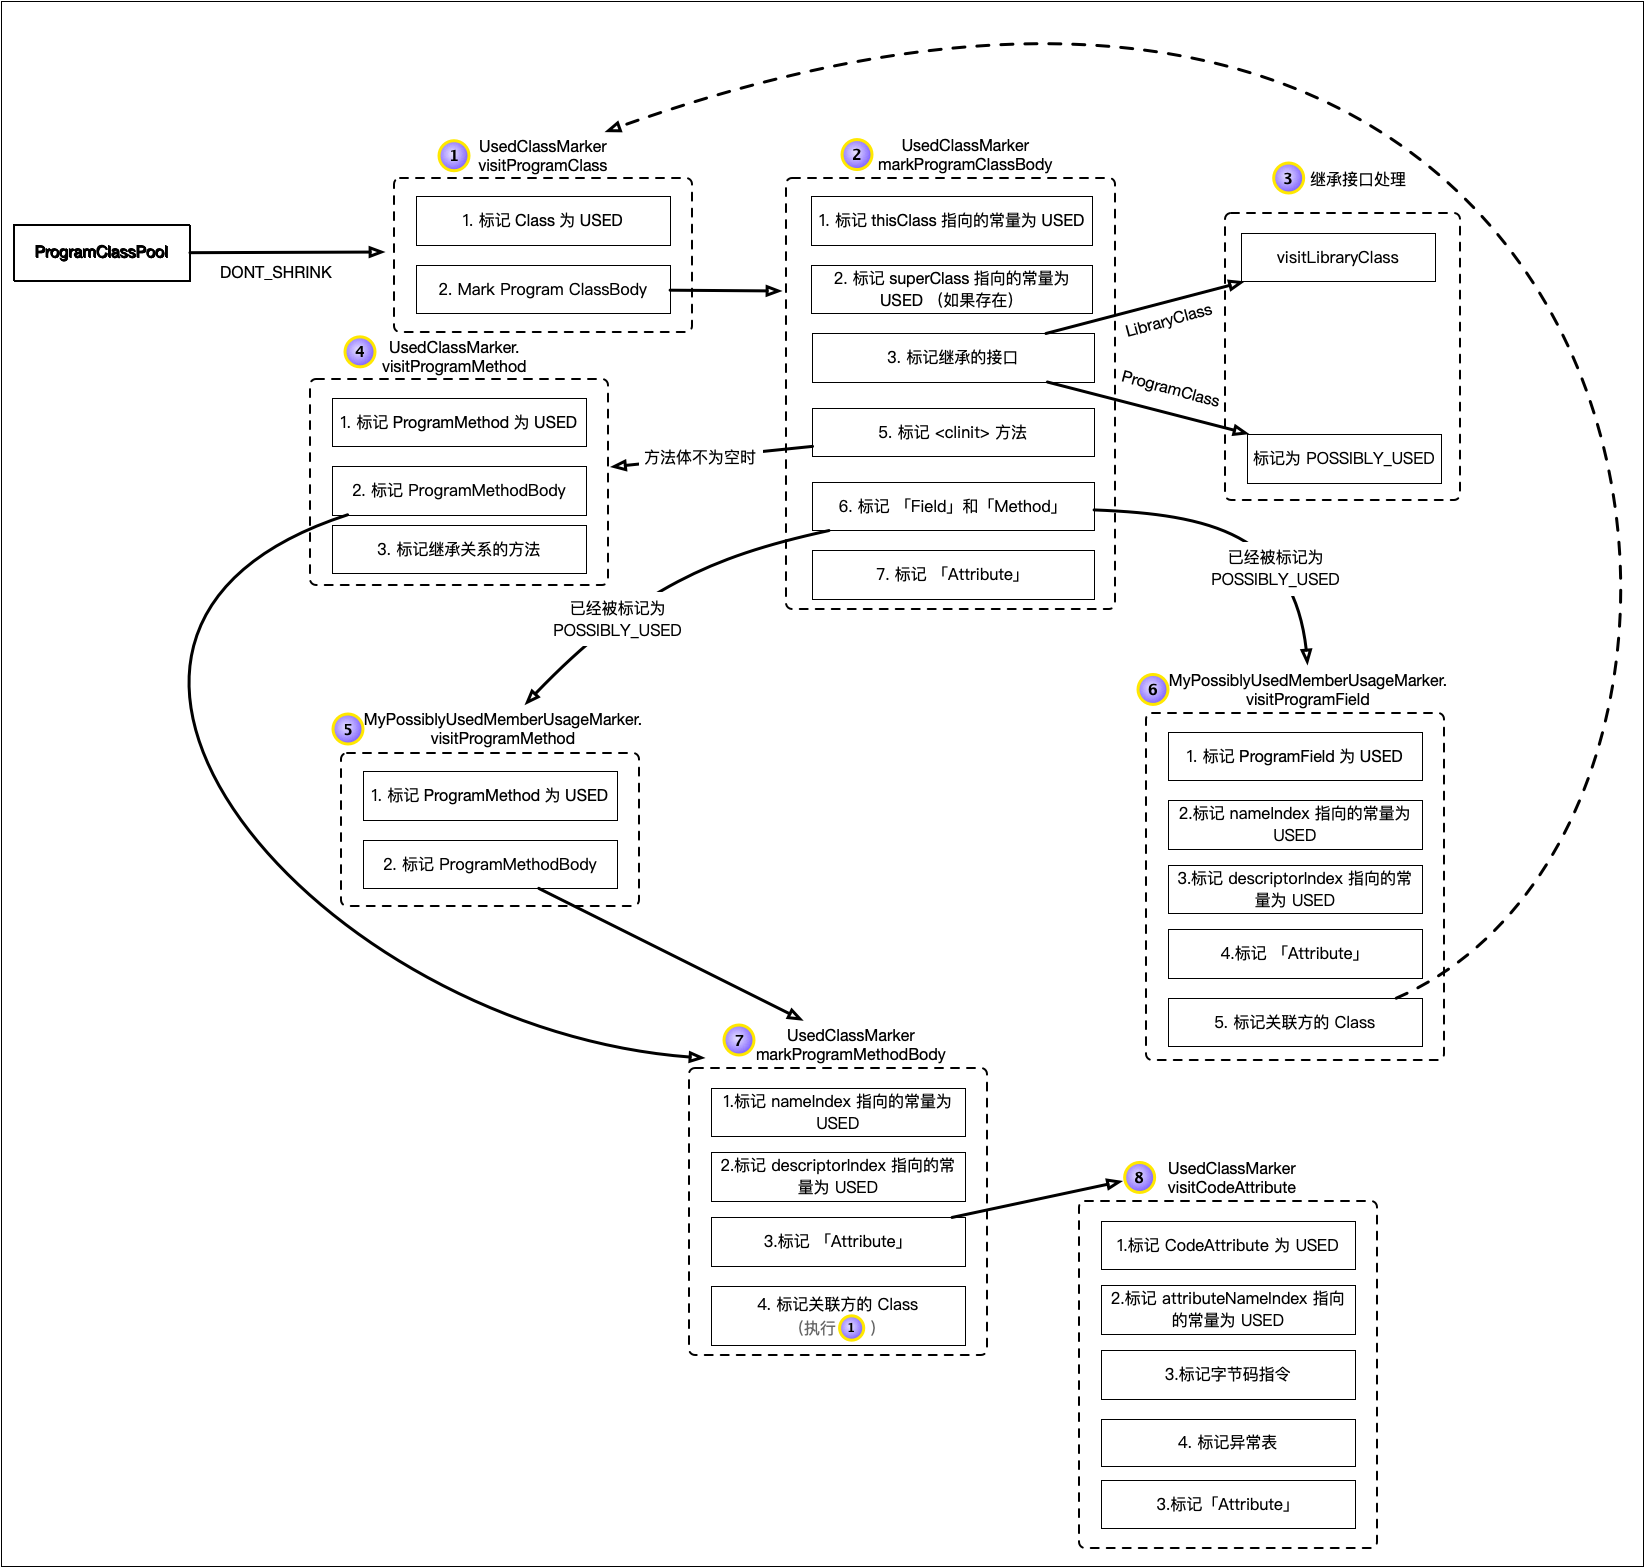 ProgramClassPool
DONT_SHRINK
1
UsedClassMarker
visitProgramClass
1. 标记 Class 为 USED
2. Mark Program ClassBody
2
UsedClassMarker
markProgramClassBody
1. 标记 thisClass 指向的常量为 USED
2. 标记 superClass 指向的常量为
USED （如果存在）
3. 标记继承的接口
5. 标记 <clinit> 方法
6. 标记 「Field」和「Method」
7. 标记 「Attribute」
LibraryClass
ProgramClass
3
继承接口处理
visitLibraryClass
标记为 POSSIBLY_USED
4
UsedClassMarker.
visitProgramMethod
1. 标记 ProgramMethod 为 USED
2. 标记 ProgramMethodBody
3. 标记继承关系的方法
方法体不为空时
已经被标记为
POSSIBLY_USED
已经被标记为
POSSIBLY_USED
5
MyPossiblyUsedMemberUsageMarker.
visitProgramMethod
1. 标记 ProgramMethod 为 USED
2. 标记 ProgramMethodBody
6
MyPossiblyUsedMemberUsageMarker.
visitProgramField
1. 标记 ProgramField 为 USED
2.标记 nameIndex 指向的常量为
USED
3.标记 descriptorIndex 指向的常
量为 USED
4.标记 「Attribute」
5. 标记关联方的 Class
7
UsedClassMarker
markProgramMethodBody
1.标记 nameIndex 指向的常量为
USED
2.标记 descriptorIndex 指向的常
量为 USED
3.标记 「Attribute」
4. 标记关联方的 Class
（执行 1 ）
8
UsedClassMarker
visitCodeAttribute
1.标记 CodeAttribute 为 USED
2.标记 attributeNameIndex 指向
的常量为 USED
3.标记字节码指令
4. 标记异常表
3.标记「Attribute」